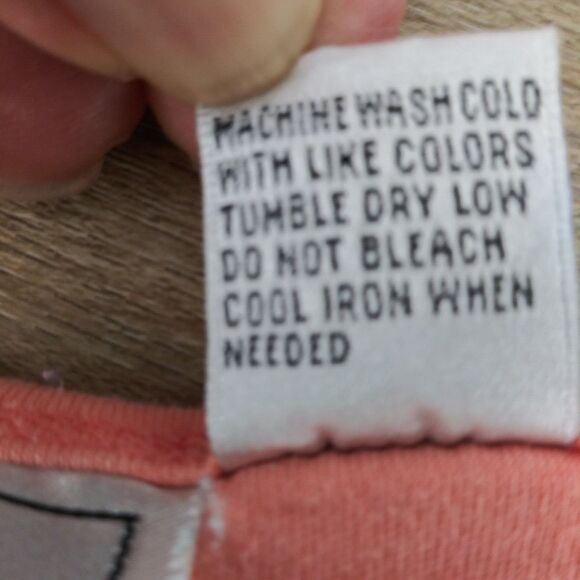 MACHINE WASH COLD
WITH LIKE COLORS
TUMBLE DRY LOW
DO NOT BLEACH
COOL IRON WHEN
NEEDED